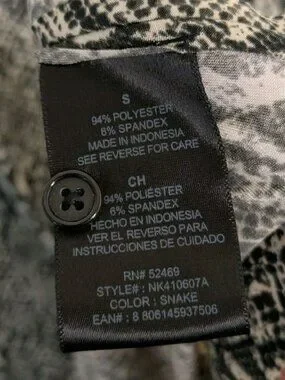 S
94% POLYESTER
6% SPANDEX
MADE IN INDONESIA
SEE REVERSE FOR CARE
CH
94% POLIÉSTER
6% SPANDEX
HECHO EN INDONESIA
VER EL REVERSO PARA
INSTRUCCIONES DE CUIDADO
RN# 52469
STYLE# : NK410607A
COLOR : SNAKE
EAN# : 8 806145937506